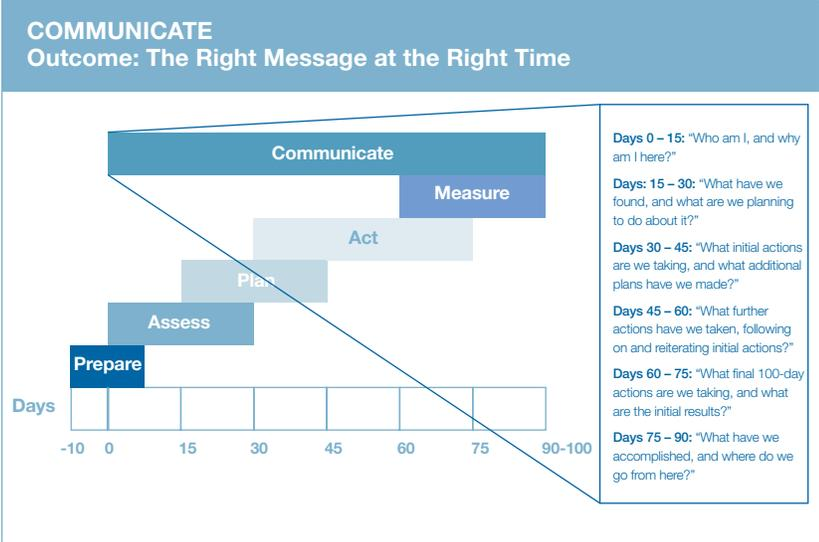 COMMUNICATE
Outcome: The Right Message at the Right Time
Communicate
Measure
Act
Plan
Assess
Prepare
Days
-10 0 15 30 45 60 75 90-100
Days 0 – 15: “Who am I, and why
am I here?”
Days: 15 – 30: “What have we
found, and what are we planning
to do about it?”
Days 30 – 45: “What initial actions
are we taking, and what additional
plans have we made?”
Days 45 – 60: “What further
actions have we taken, following
on and reiterating initial actions?”
Days 60 – 75: “What final 100-day
actions are we taking, and what
are the initial results?”
Days 75 – 90: “What have we
accomplished, and where do we
go from here?”